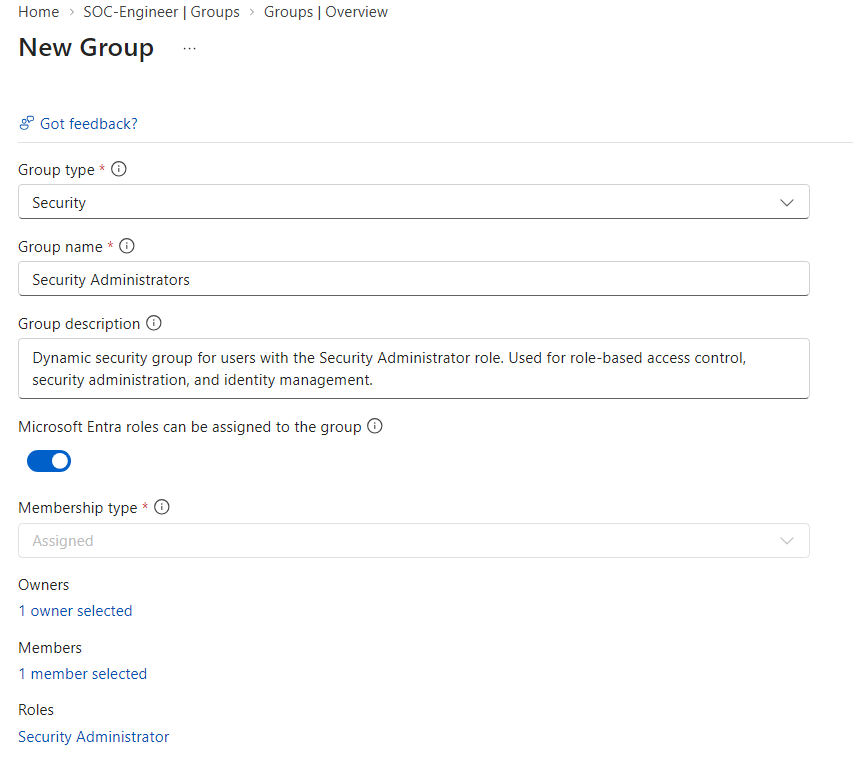 Home > SOC-Engineer | Groups > Groups | Overview
New Group ...
Got feedback?
Group type *
Security
Group name *
Security Administrators
Group description
Dynamic security group for users with the Security Administrator role. Used for role-based access control,
security administration, and identity management.
Microsoft Entra roles can be assigned to the group
Membership type *
Assigned
Owners
1 owner selected
Members
1 member selected
Roles
Security Administrator